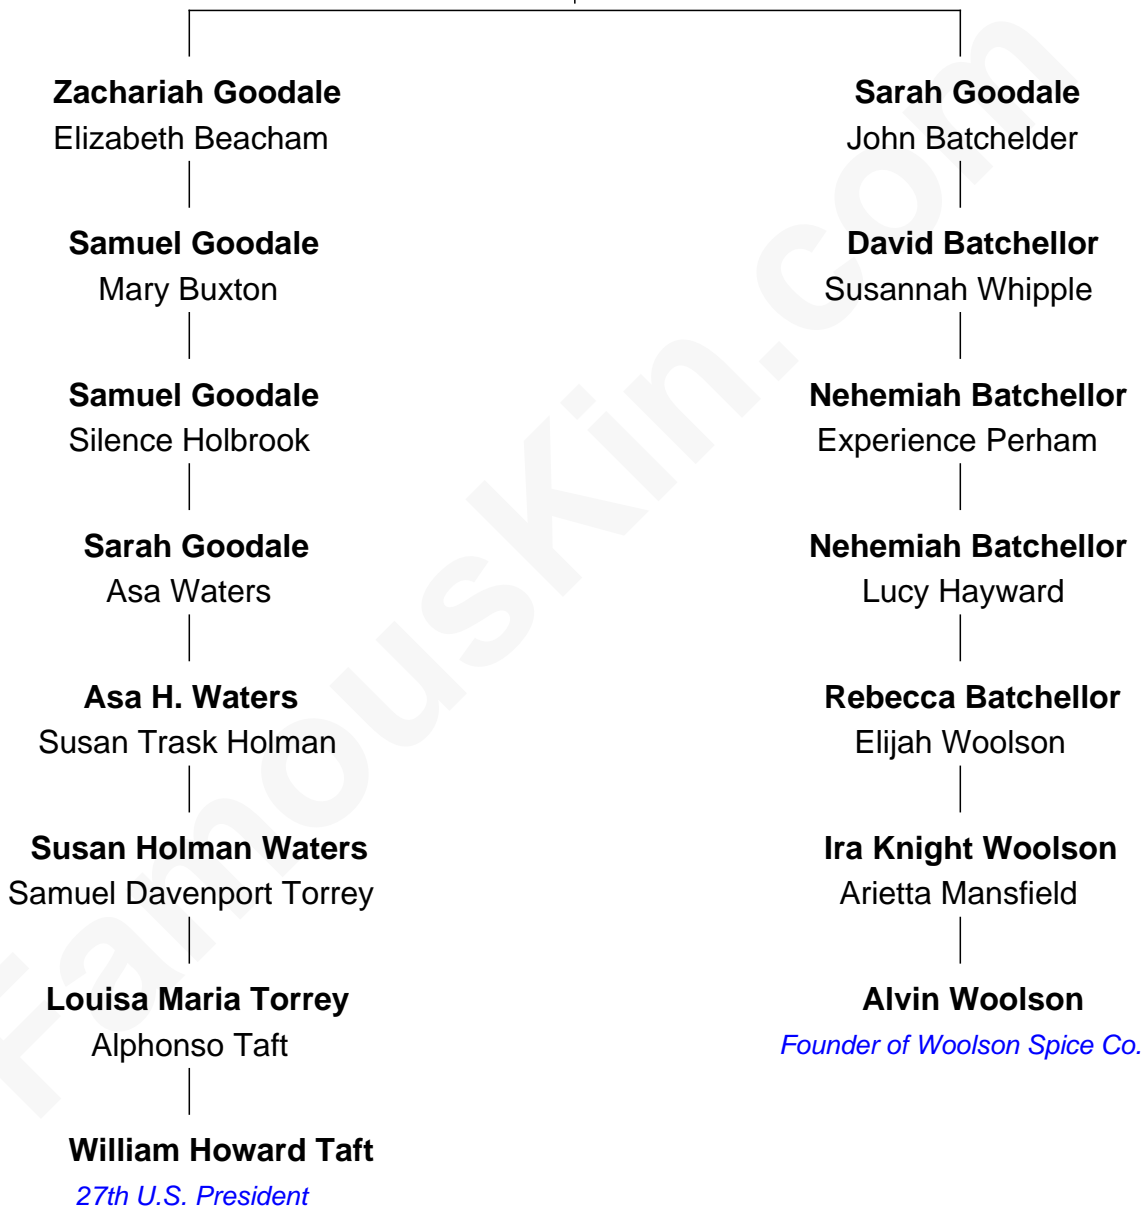 Zachariah Goodale
Elizabeth Beacham
Samuel Goodale
Mary Buxton
Samuel Goodale
Silence Holbrook
Sarah Goodale
Asa Waters
Asa H. Waters
Susan Trask Holman
Susan Holman Waters
Samuel Davenport Torrey
Louisa Maria Torrey
Alphonso Taft
William Howard Taft
27th U.S. President
Sarah Goodale
John Batchelder
David Batchellor
Susannah Whipple
Nehemiah Batchellor
Experience Perham
Nehemiah Batchellor
Lucy Hayward
Rebecca Batchellor
Elijah Woolson
Ira Knight Woolson
Arietta Mansfield
Alvin Woolson
Founder of Woolson Spice Co.
FamousKin.com